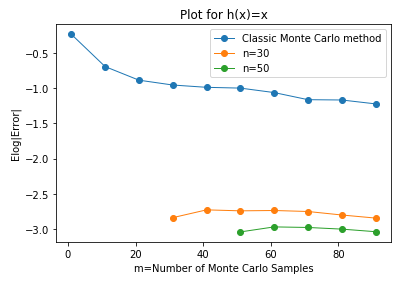 Plot for h(x)=x
Classic Monte Carlo method
n=30
n=50
Elog|Error|
−0.5
−1.0
−1.5
−2.0
−2.5
−3.0
0 20 40 60 80
m=Number of Monte Carlo Samples